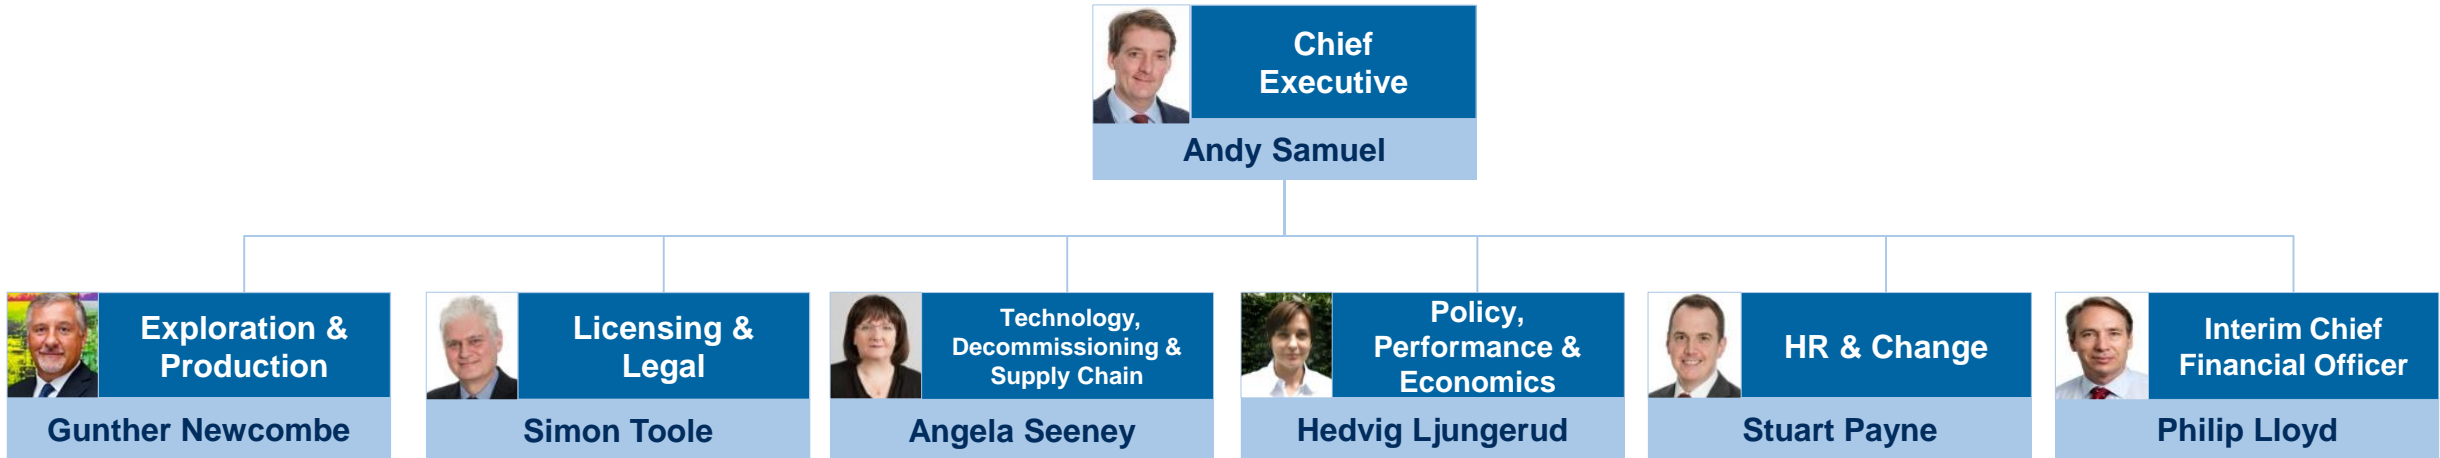 Chief
Executive
Andy Samuel
Exploration &
Production
Gunther Newcombe
Licensing &
Legal
Simon Toole
Technology,
Decommissioning &
Supply Chain
Angela Seeney
Policy,
Performance &
Economics
Hedvig Ljungerud
HR & Change
Stuart Payne
Interim Chief
Financial Officer
Philip Lloyd